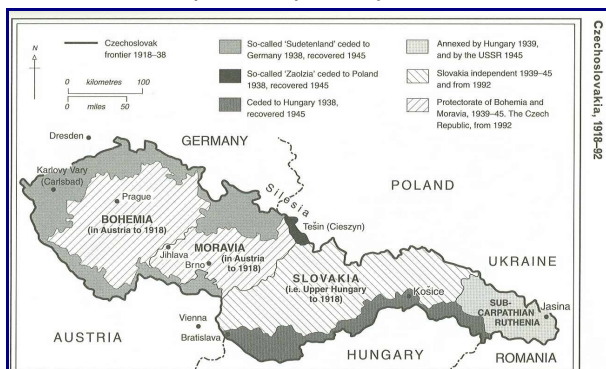 Czechoslovak
frontier 1918–38
N
0 kilometres 100
0 miles 50
So-called 'Sudetenland' ceded to
Germany 1938, recovered 1945
So-called 'Zaolzia' ceded to Poland
1938, recovered 1945
Ceded to Hungary 1938,
recovered 1945
Annexed by Hungary 1939,
and by the USSR 1945
Slovakia independent 1939–45
and from 1992
Protectorate of Bohemia and
Moravia, 1939–45. The Czech
Republic, from 1992
Czechoslovakia, 1918–92
Dresden
GERMANY
Karlovy Vary
(Carlsbad)
Prague
Silesia
POLAND
BOHEMIA
(in Austria to 1918)
Tešin (Cieszyn)
Jihlava
MORAVIA
(in Austria
to 1918)
Brno
UKRAINE
SLOVAKIA
(i.e. Upper Hungary
to 1918)
Košice
SUB-
CARPATHIAN
RUTHENIA
Jasina
Vienna
AUSTRIA
Bratislava
HUNGARY
ROMANIA